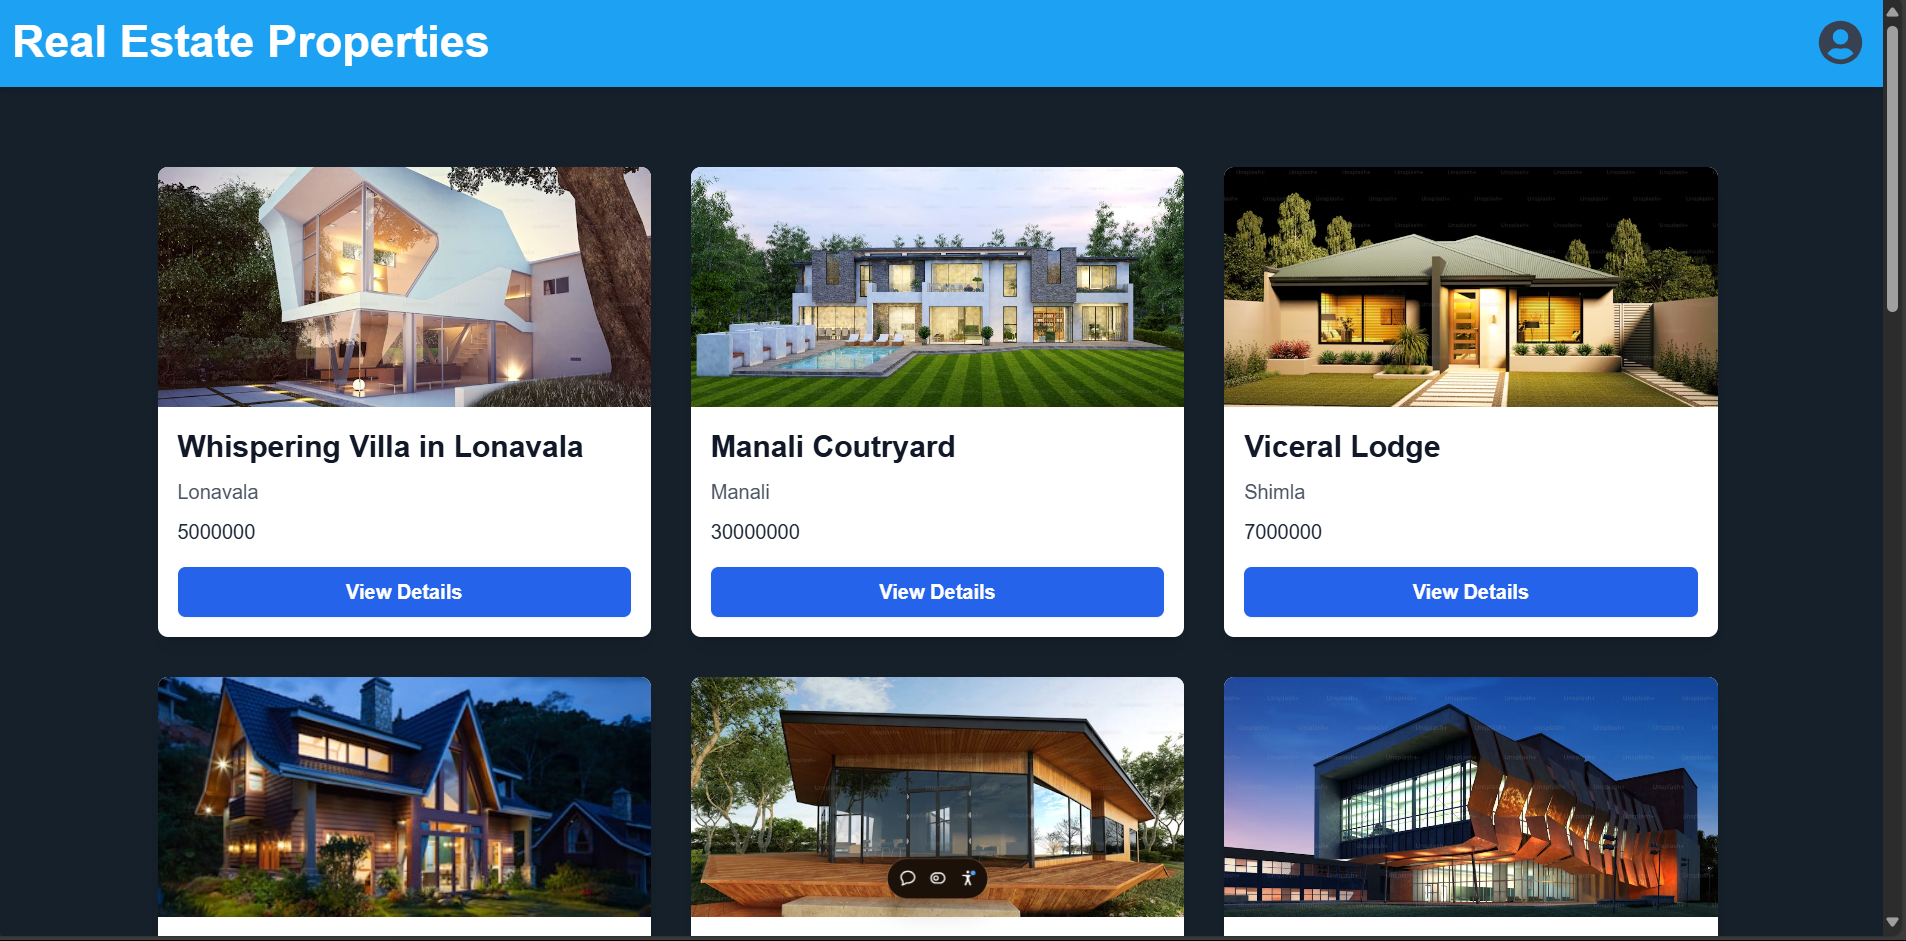 Real Estate Properties
Whispering Villa in Lonavala
Lonavala
5000000
View Details
Manali Coutryard
Manali
30000000
View Details
Viceral Lodge
Shimla
7000000
View Details